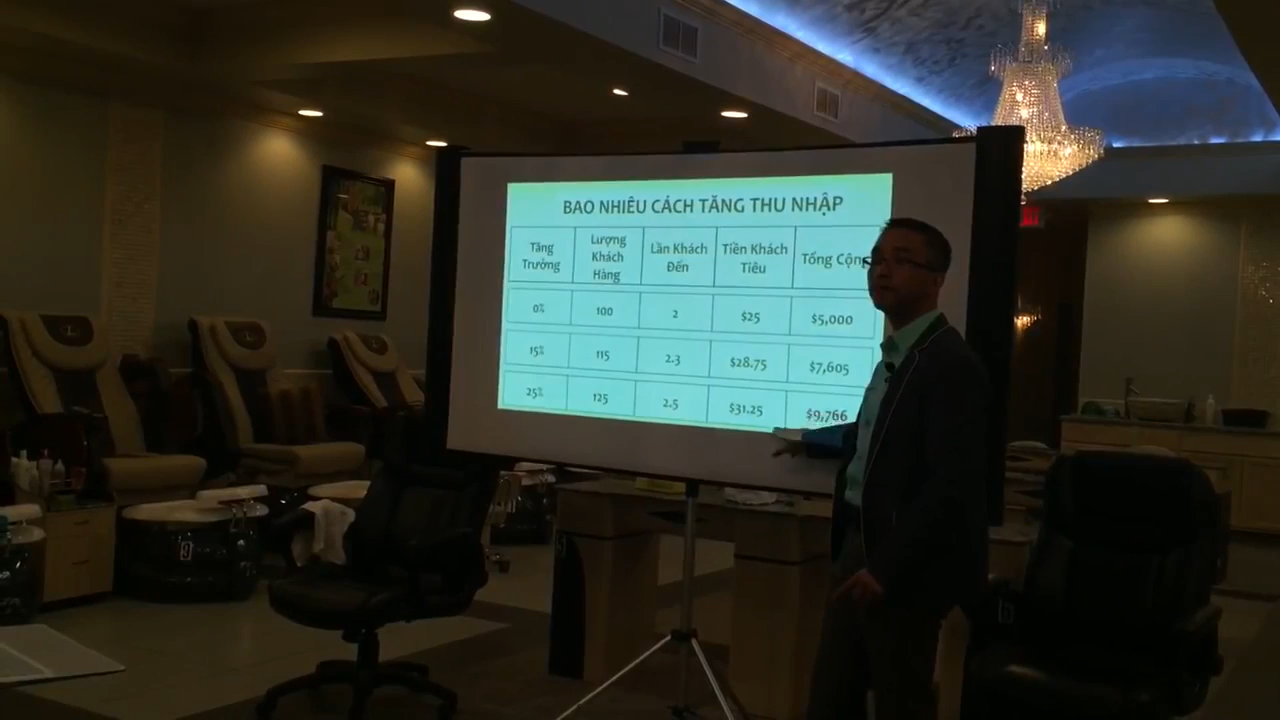 BAO NHIÊU CÁCH TĂNG THU NHẬP
Tăng Trưởng
Lượng Khách Hàng
Lần Khách Đến
Tiền Khách Tiêu
Tổng Cộn
0% 100 2 $25 $5,000
15% 115 2.3 $28.75 $7,605
25% 125 2.5 $31.25 $9,766